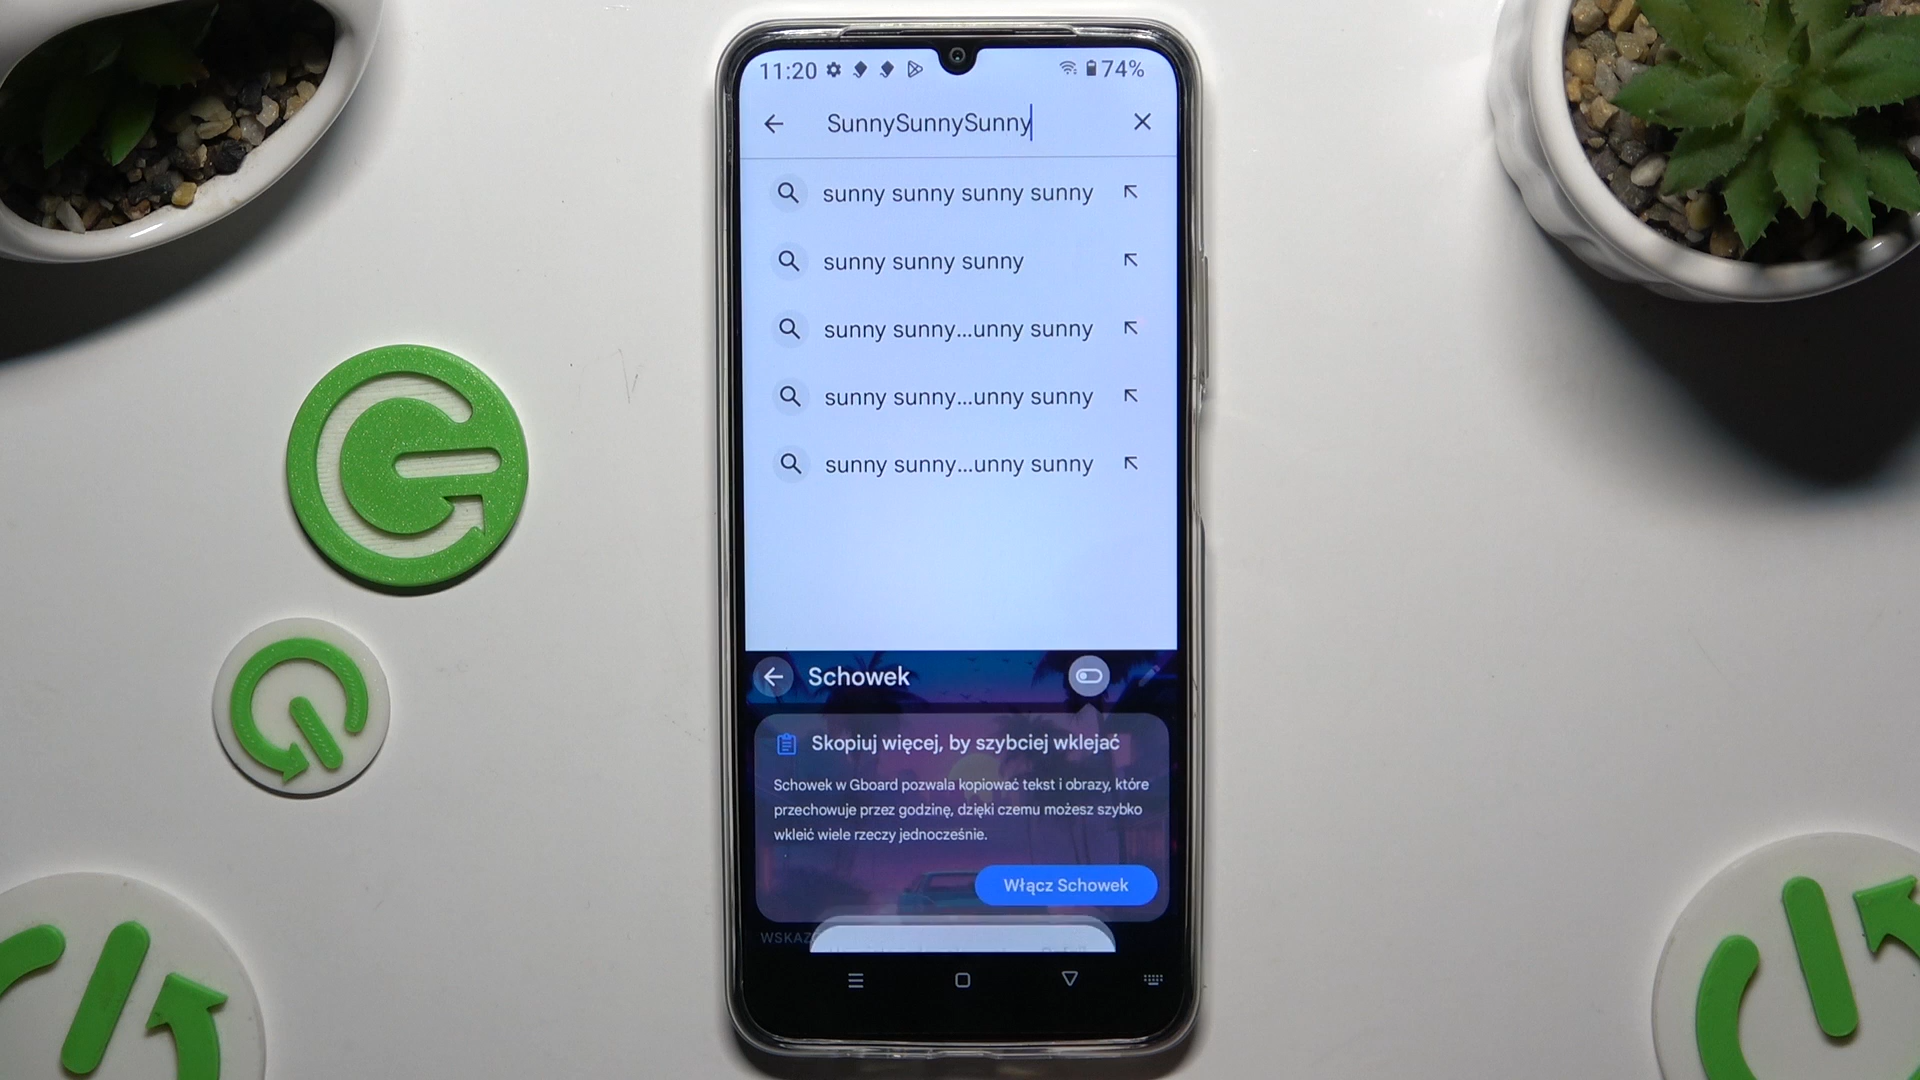 11:20 74%
SunnySunnySunny
sunny sunny sunny sunny
sunny sunny sunny
sunny sunny...unny sunny
sunny sunny...unny sunny
sunny sunny...unny sunny
Schowek
Skopiuj więcej, by szybciej wklejać
Schowek w Gboard pozwala kopiować tekst i obrazy, które
przechowuje przez godzinę, dzięki czemu możesz szybko
wkleić wiele rzeczy jednocześnie.
Włącz Schowek